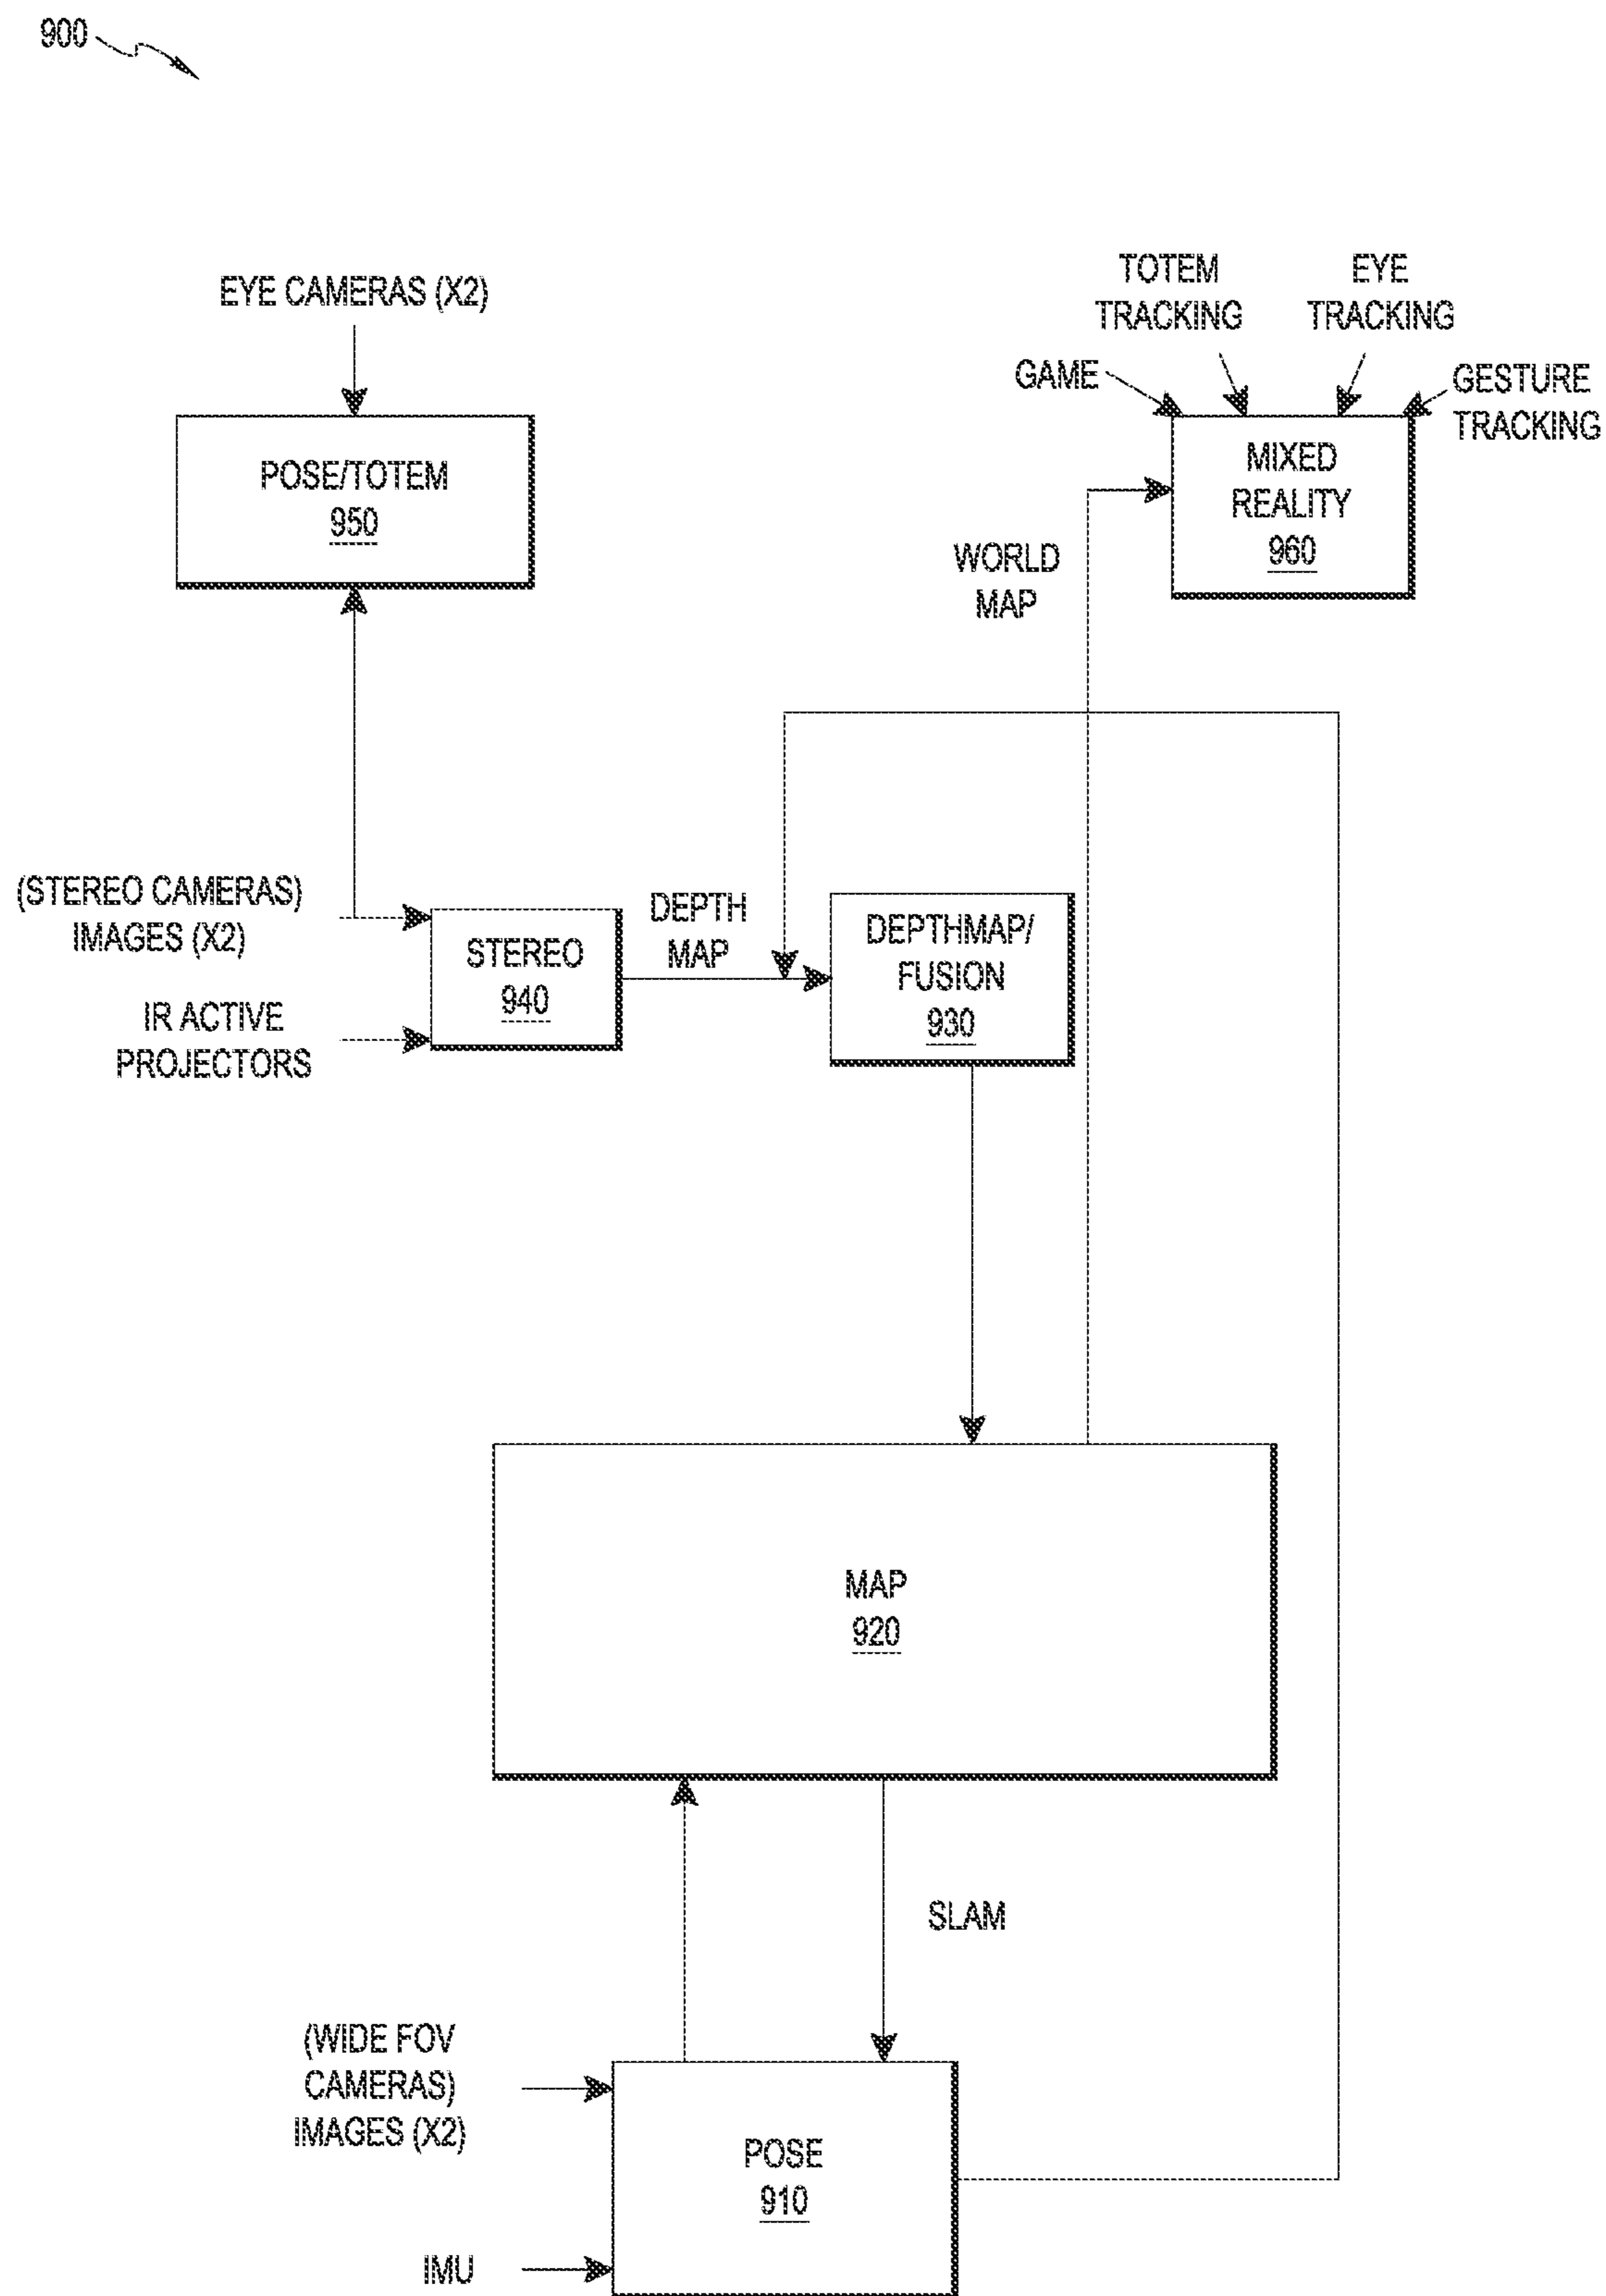 900
EYE CAMERAS (X2)
POSE/TOTEM
950
TOTEM
TRACKING
EYE
TRACKING
GAME
GESTURE
TRACKING
MIXED
REALITY
960
WORLD
MAP
(STEREO CAMERAS)
IMAGES (X2)
IR ACTIVE
PROJECTORS
STEREO
940
DEPTH
MAP
DEPTHMAP/
FUSION
930
MAP
920
SLAM
(WIDE FOV
CAMERAS)
IMAGES (X2)
IMU
POSE
910